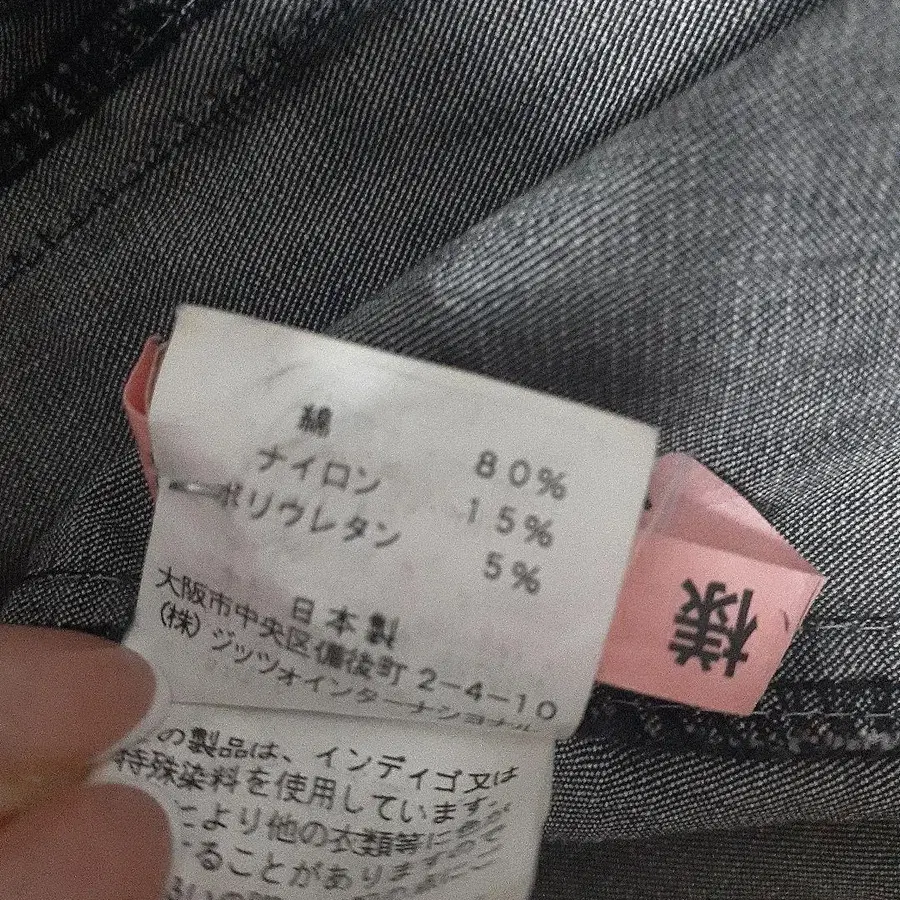 綿 80%
ナイロン 15%
ポリウレタン 5%
日本製
大阪市中央区備後町 2-4-10
(株) ジッツオインターナショナル
の製品は、インディゴ又は
特殊染料を使用しています。
により他の衣類等に
ることがありますので
様